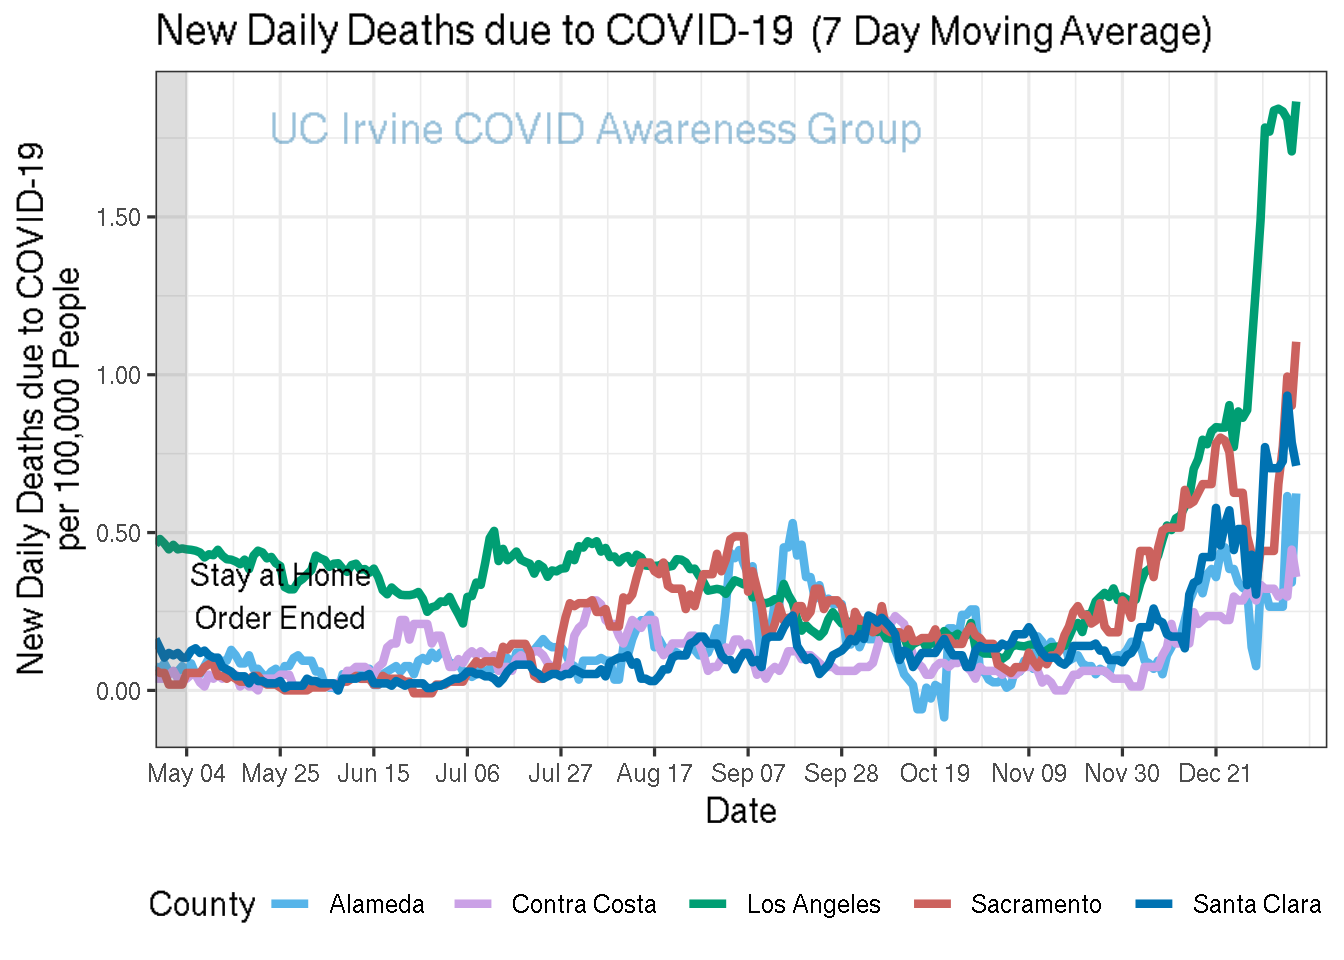 New Daily Deaths due to COVID-19 (7 Day Moving Average)
UC Irvine COVID Awareness Group
New Daily Deaths due to COVID-19
per 100,000 People
1.50
1.00
0.50
0.00
Stay at Home
Order Ended
May 04 May 25 Jun 15 Jul 06 Jul 27 Aug 17 Sep 07 Sep 28 Oct 19 Nov 09 Nov 30 Dec 21
Date
County Alameda Contra Costa Los Angeles Sacramento Santa Clara